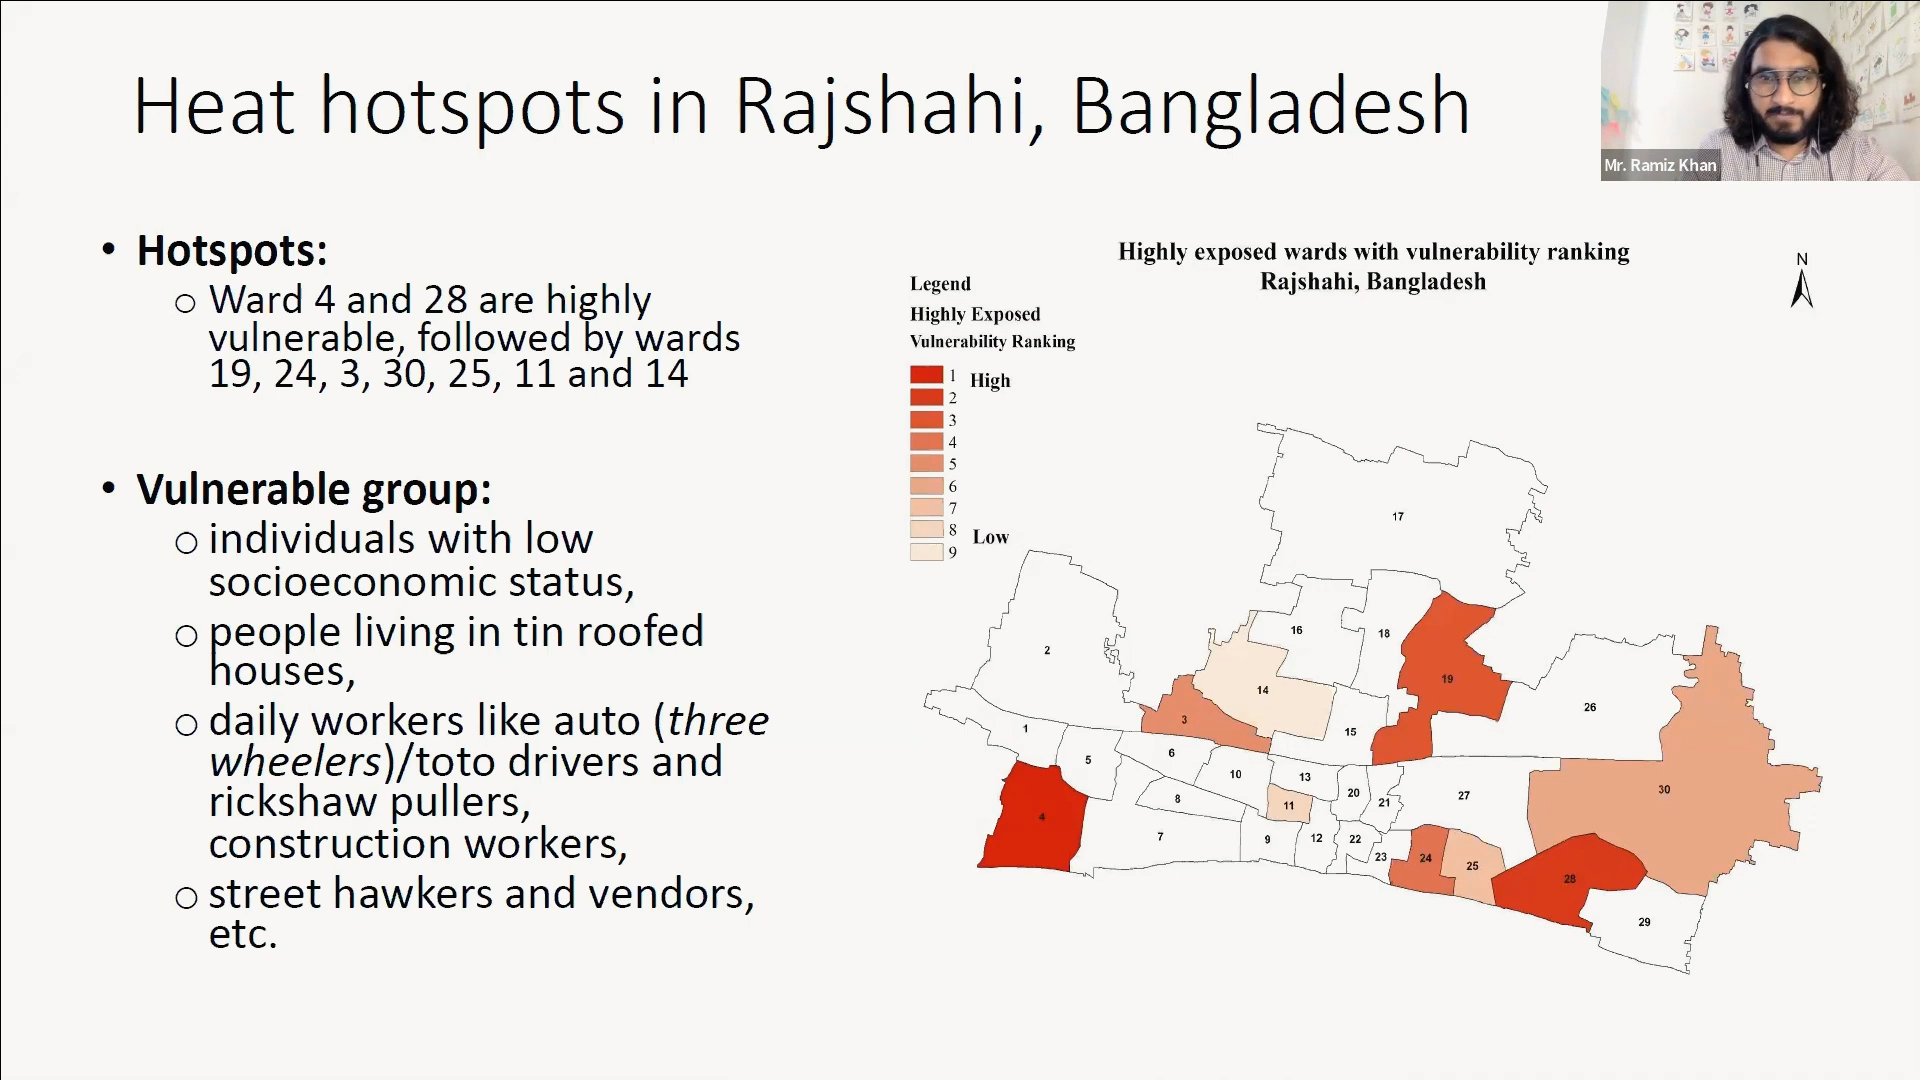 Heat hotspots in Rajshahi, Bangladesh
Mr. Ramiz Khan
• Hotspots:
o Ward 4 and 28 are highly
vulnerable, followed by wards
19, 24, 3, 30, 25, 11 and 14
• Vulnerable group:
o individuals with low
socioeconomic status,
o people living in tin roofed
houses,
o daily workers like auto (three
wheelers)/toto drivers and
rickshaw pullers,
construction workers,
o street hawkers and vendors,
etc.
Highly exposed wards with vulnerability ranking
Rajshahi, Bangladesh
N
Legend
Highly Exposed
Vulnerability Ranking
1 High
2
3
4
5
6
7
8
Low
9
17
16
18
2
19
14
26
3
15
1
6
5
10
13
30
20
27
8
21
11
4
7
9
12
22
23
24
25
28
29